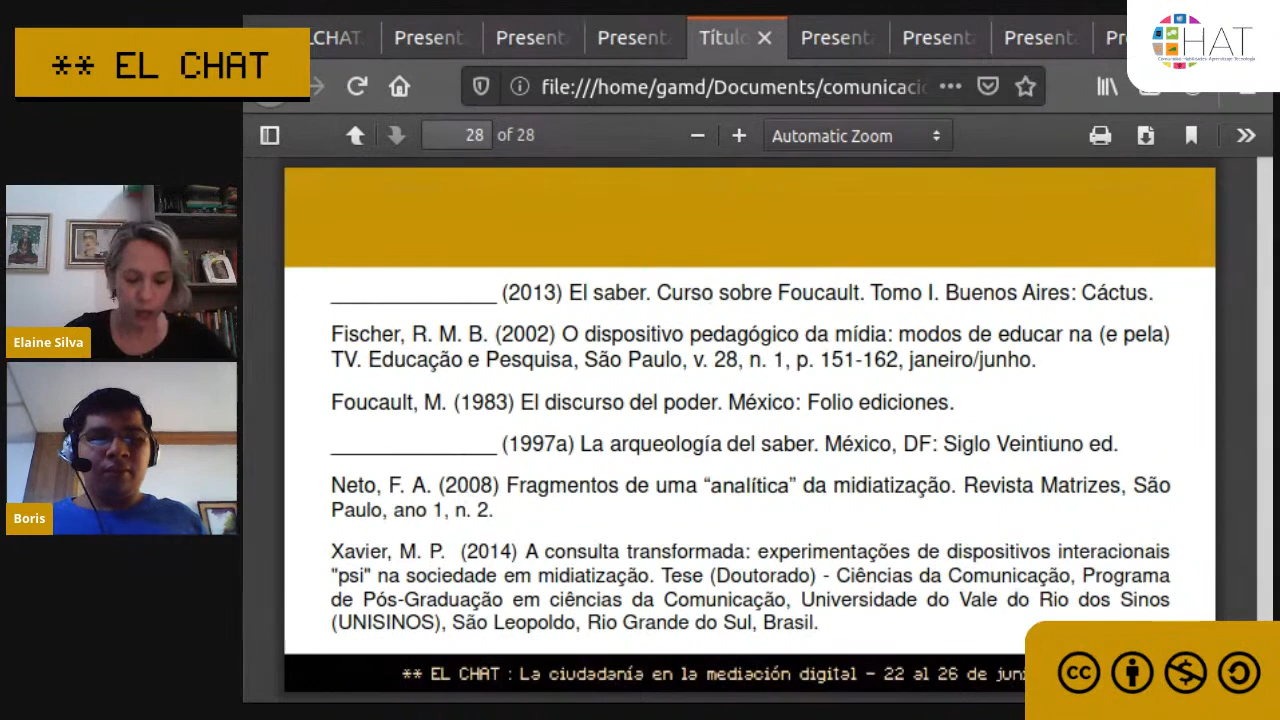 ** EL CHAT
LCHAT
Present
Present
Present
Títulc
Present
Present
Present
Pr
HAT
file:///home/gamd/Documents/comunicaci
28 of 28
Automatic Zoom
______________ (2013) El saber. Curso sobre Foucault. Tomo I. Buenos Aires: Cáctus.
Fischer, R. M. B. (2002) O dispositivo pedagógico da mídia: modos de educar na (e pela)
TV. Educação e Pesquisa, São Paulo, v. 28, n. 1, p. 151-162, janeiro/junho.
Foucault, M. (1983) El discurso del poder. México: Folio ediciones.
______________ (1997a) La arqueología del saber. México, DF: Siglo Veintiuno ed.
Neto, F. A. (2008) Fragmentos de uma “analítica” da midiatização. Revista Matrizes, São
Paulo, ano 1, n. 2.
Xavier, M. P. (2014) A consulta transformada: experimentações de dispositivos interacionais
"psi" na sociedade em midiatização. Tese (Doutorado) - Ciências da Comunicação, Programa
de Pós-Graduação em ciências da Comunicação, Universidade do Vale do Rio dos Sinos
(UNISINOS), São Leopoldo, Rio Grande do Sul, Brasil.
** EL CHAT : La ciudadanía en la mediación digital – 22 al 26 de juni
Elaine Silva
Boris
cc